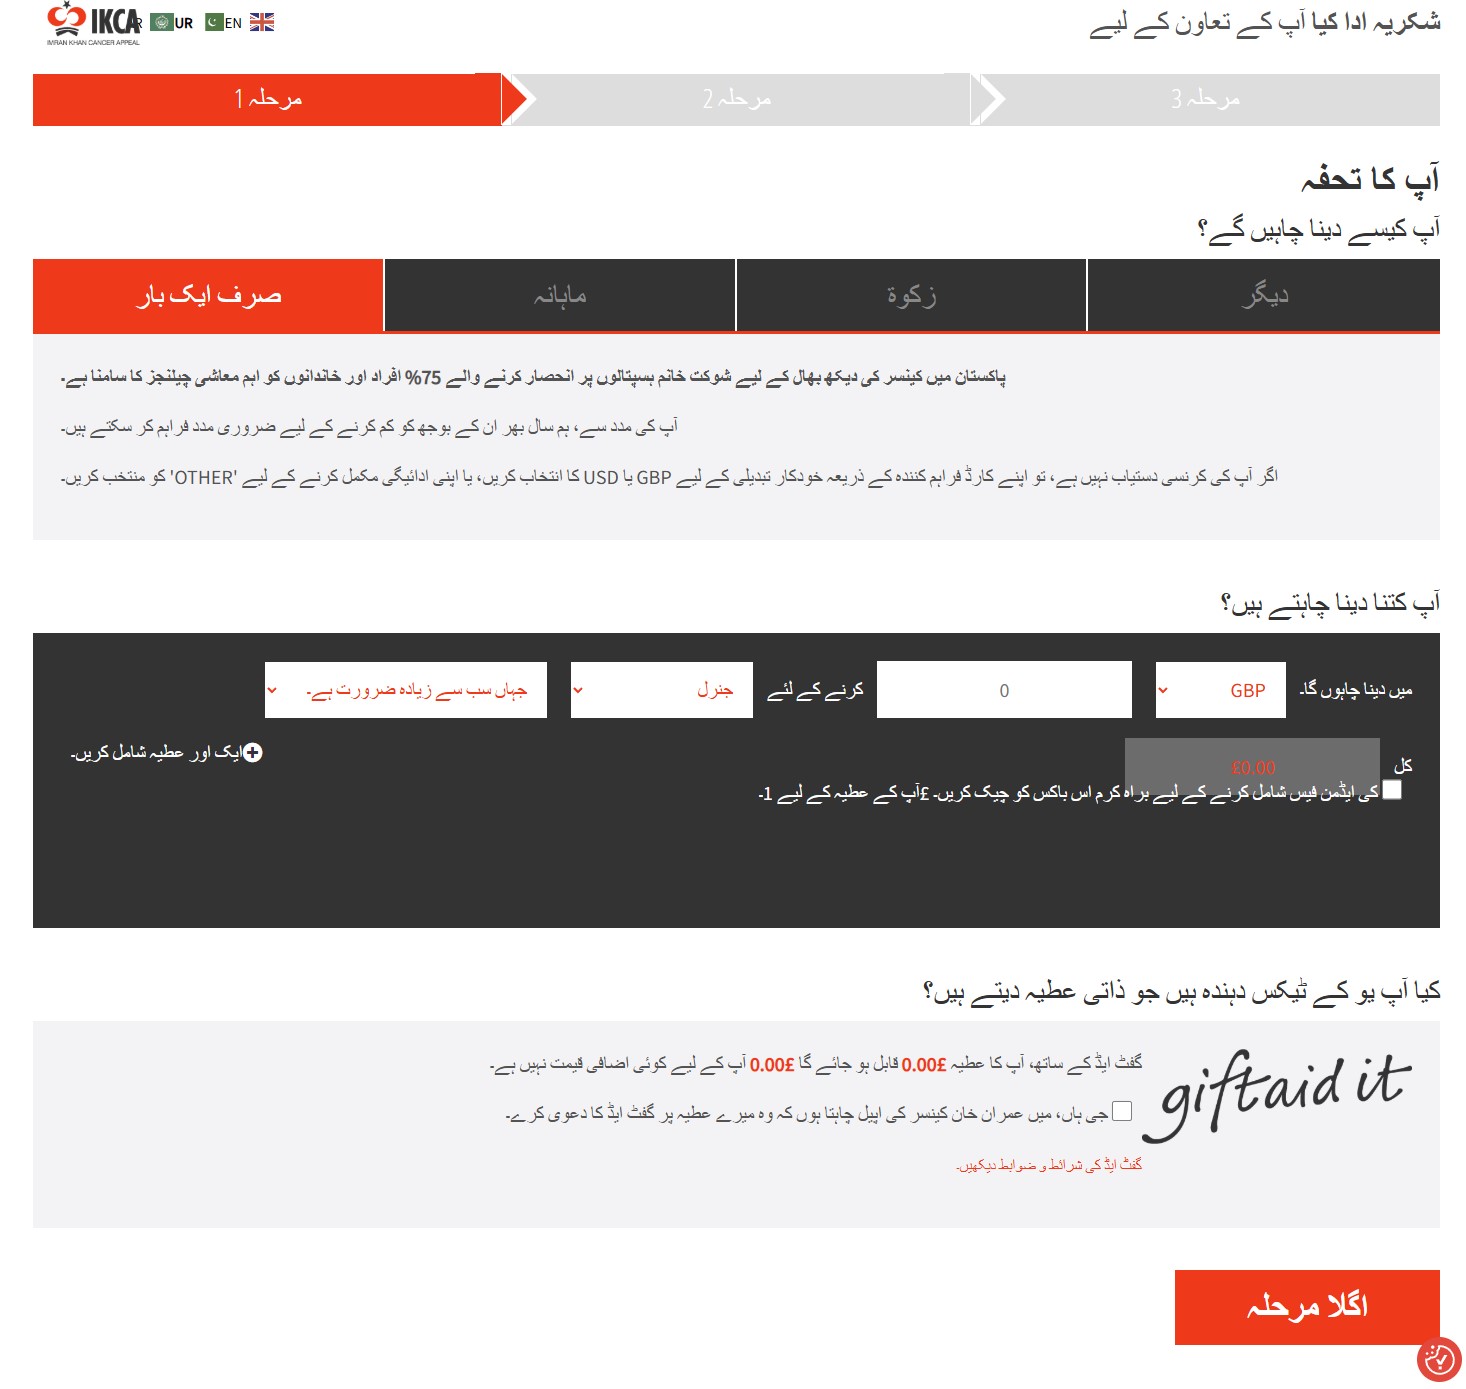 شکریہ ادا کیا آپ کے تعاون کے لیے
IKCA
IMRAN KHAN CANCER APPEAL
R UR EN
مرحلہ 1
مرحلہ 2
مرحلہ 3
آپ کا تحفہ
آپ کیسے دینا چاہیں گے؟
صرف ایک بار
ماہانہ
زکوۃ
دیگر
پاکستان میں کینسر کی دیکھ بھال کے لیے شوکت خانم ہسپتالوں پر انحصار کرنے والے 75% افراد اور خاندانوں کو اہم معاشی چیلنجز کا سامنا ہے۔
آپ کی مدد سے، ہم سال بھر ان کے بوجھ کو کم کرنے کے لیے ضروری مدد فراہم کر سکتے ہیں۔
اگر آپ کی کرنسی دستیاب نہیں ہے، تو اپنے کارڈ فراہم کنندہ کے ذریعہ خودکار تبدیلی کے لیے GBP یا USD کا انتخاب کریں، یا اپنی ادائیگی مکمل کرنے کے لیے 'OTHER' کو منتخب کریں۔
آپ کتنا دینا چاہتے ہیں؟
میں دینا چاہوں گا۔ GBP 0 کرنے کے لئے جنرل جہاں سب سے زیادہ ضرورت ہے۔
کل £0.00 ایک اور عطیہ شامل کریں۔
کی ایڈمن فیس شامل کرنے کے لیے براہ کرم اس باکس کو چیک کریں۔ £آپ کے عطیہ کے لیے 1۔
کیا آپ یو کے ٹیکس دہندہ ہیں جو ذاتی عطیہ دیتے ہیں؟
giftaid it
گفٹ ایڈ کے ساتھ، آپ کا عطیہ £0.00 قابل ہو جائے گا £0.00 آپ کے لیے کوئی اضافی قیمت نہیں ہے۔
جی ہاں، میں عمران خان کینسر کی اپیل چاہتا ہوں کہ وہ میرے عطیہ پر گفٹ ایڈ کا دعوی کرے۔
گفٹ ایڈ کی شرائط و ضوابط دیکھیں۔
اگلا مرحلہ